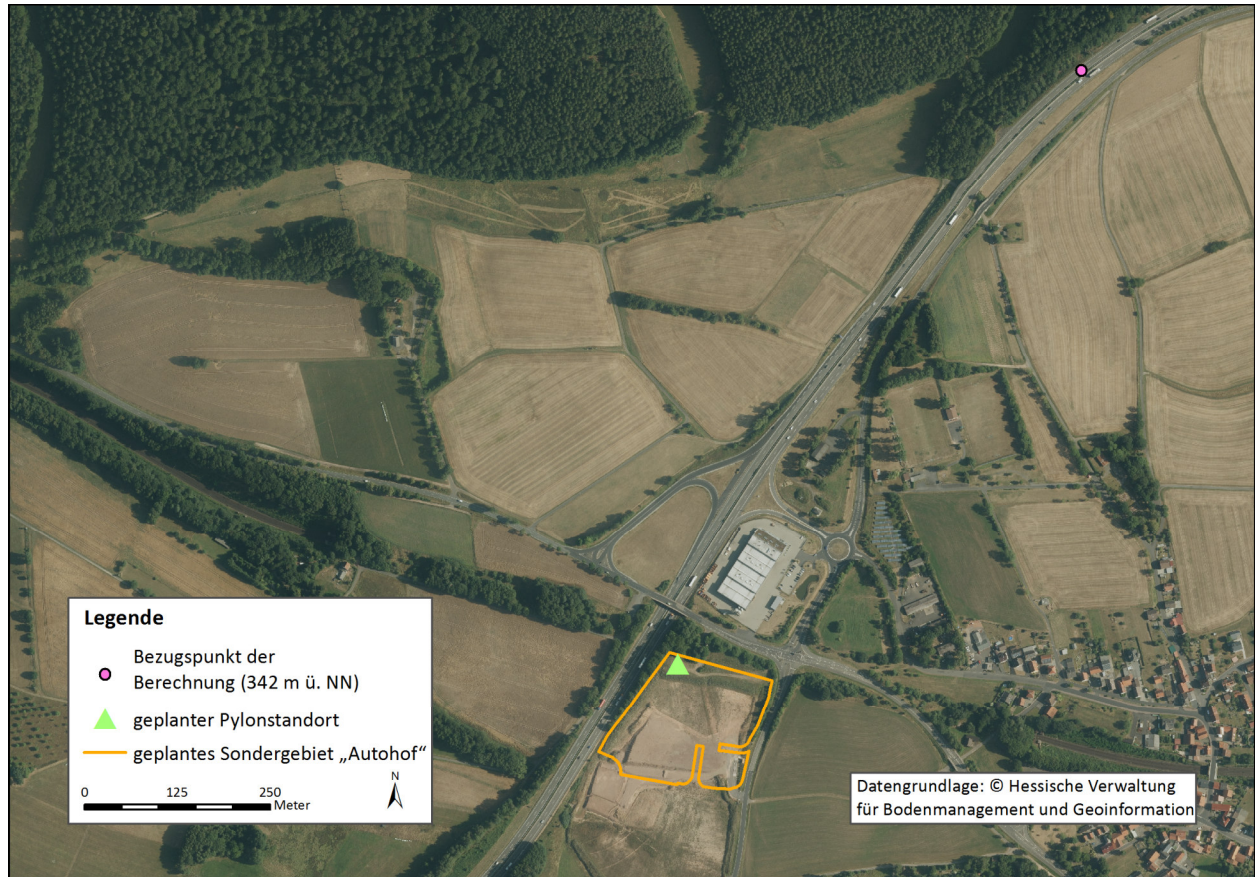 Legende
Bezugspunkt der
Berechnung (342 m ü. NN)
geplanter Pylonstandort
geplantes Sondergebiet „Autohof“
0 125 250
Meter
N
Datengrundlage: © Hessische Verwaltung
für Bodenmanagement und Geoinformation